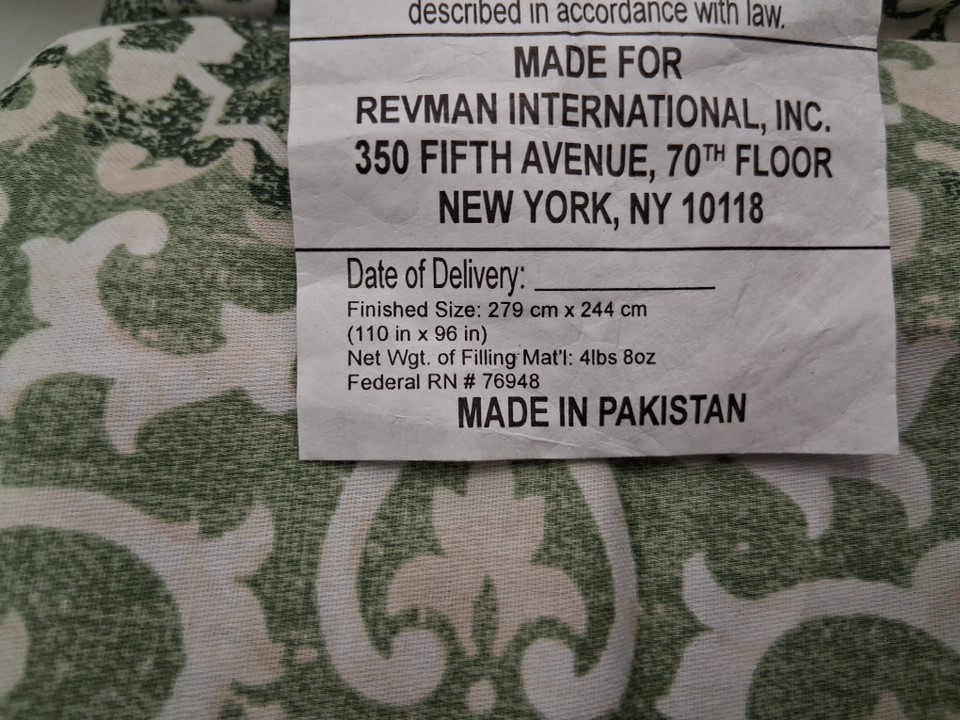 described in accordance with law.
MADE FOR
REVMAN INTERNATIONAL, INC.
350 FIFTH AVENUE, 70TH FLOOR
NEW YORK, NY 10118
Date of Delivery: ____________
Finished Size: 279 cm x 244 cm
(110 in x 96 in)
Net Wgt. of Filling Mat'l: 4lbs 8oz
Federal RN # 76948
MADE IN PAKISTAN